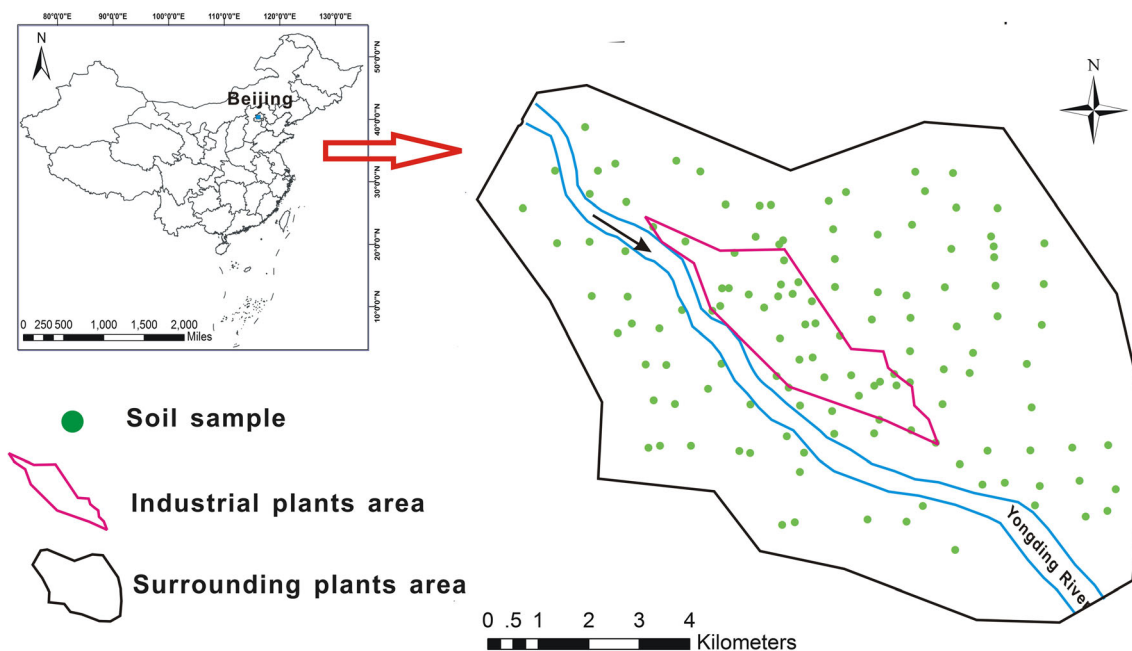 80°0'0"E 90°0'0"E 100°0'0"E 110°0'0"E 120°0'0"E 130°0'0"E
N
Beijing
50°0'0"N
40°0'0"N
30°0'0"N
20°0'0"N
10°0'0"N
0 250 500 1,000 1,500 2,000
Miles
N
Soil sample
Industrial plants area
Surrounding plants area
Yongding River
0 .5 1 2 3 4
Kilometers